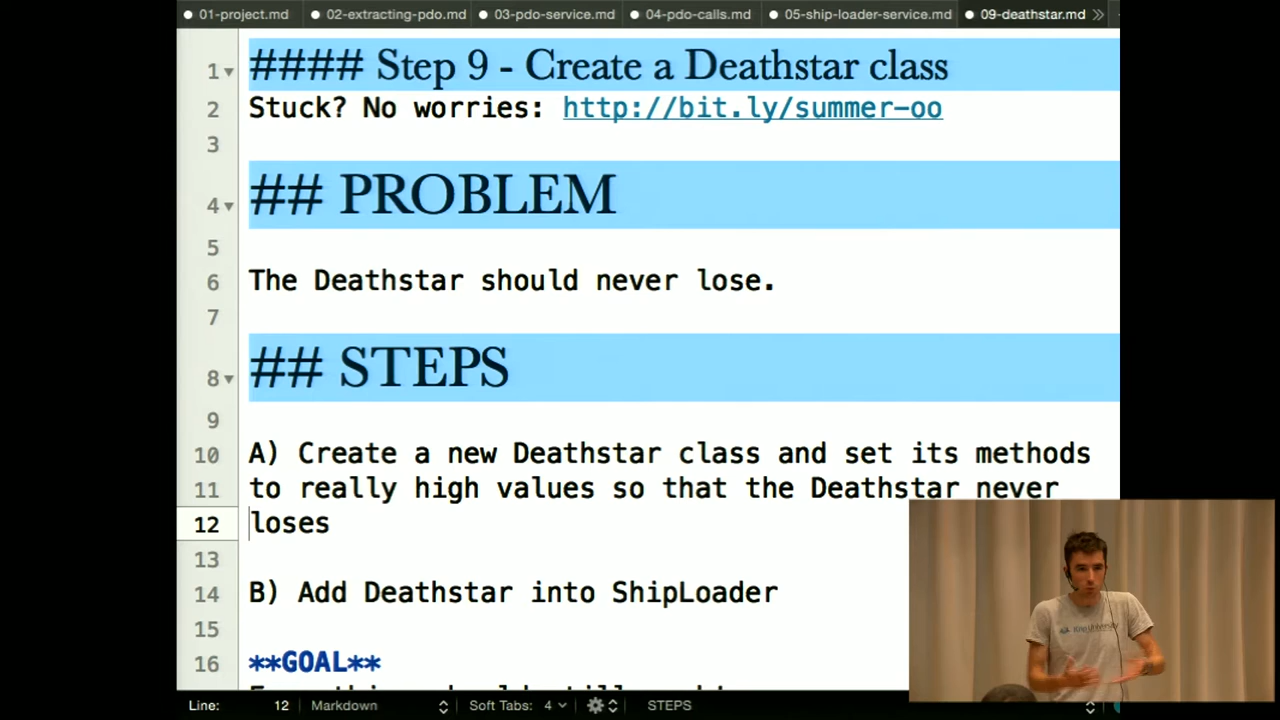 01-project.md
02-extracting-pdo.md
03-pdo-service.md
04-pdo-calls.md
05-ship-loader-service.md
09-deathstar.md
1 #### Step 9 - Create a Deathstar class
2 Stuck? No worries: http://bit.ly/summer-oo
3
4 ## PROBLEM
5
6 The Deathstar should never lose.
7
8 ## STEPS
9
10 A) Create a new Deathstar class and set its methods
11 to really high values so that the Deathstar never
12 loses
13
14 B) Add Deathstar into ShipLoader
15
16 **GOAL**
Line: 12 Markdown Soft Tabs: 4 STEPS